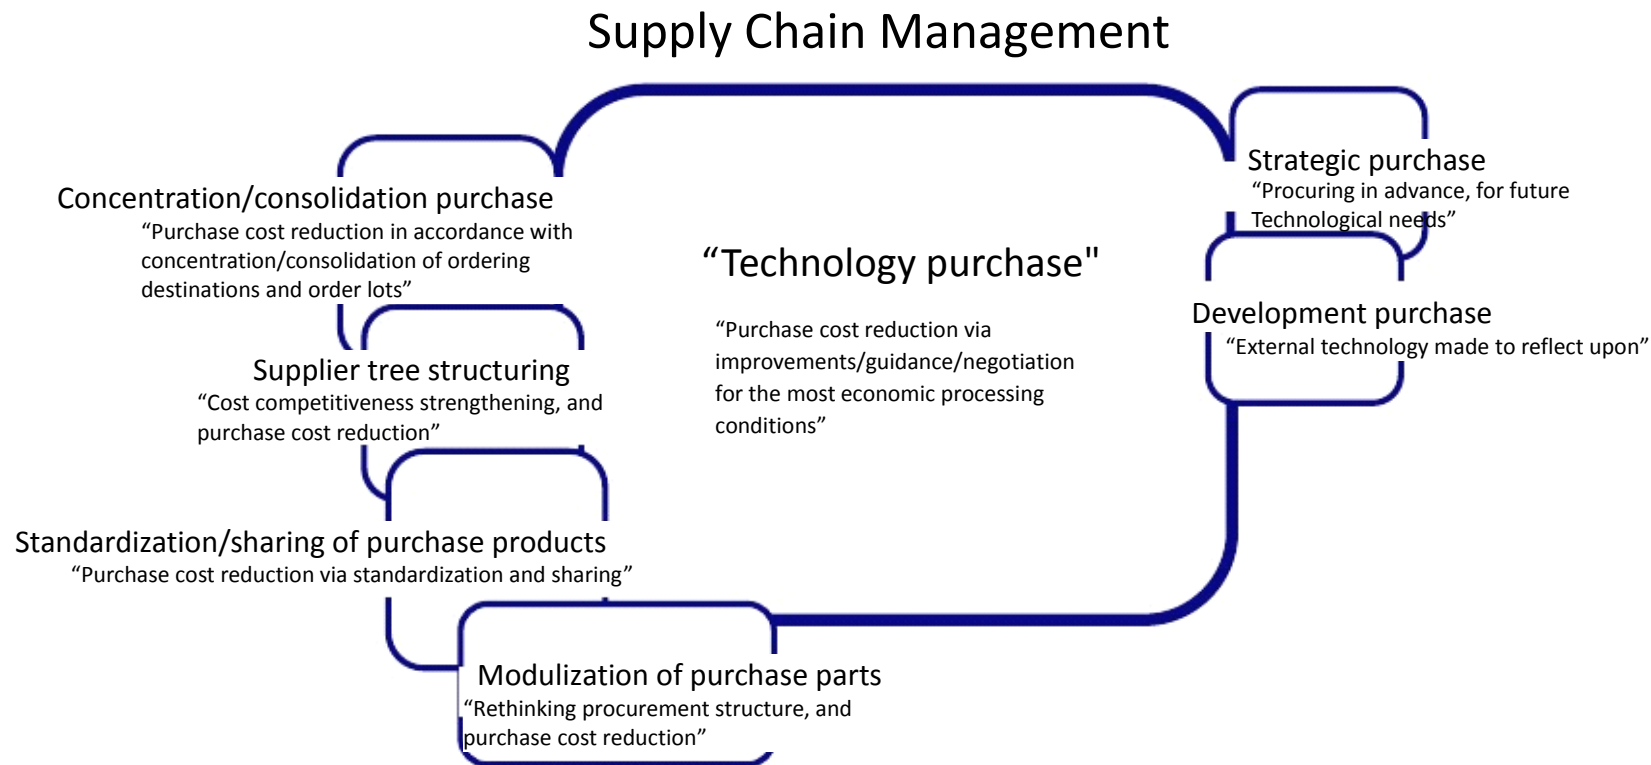 Supply Chain Management
Concentration/consolidation purchase
“Purchase cost reduction in accordance with
concentration/consolidation of ordering
destinations and order lots”
Supplier tree structuring
“Cost competitiveness strengthening, and
purchase cost reduction”
Standardization/sharing of purchase products
“Purchase cost reduction via standardization and sharing”
Modulization of purchase parts
“Rethinking procurement structure, and
purchase cost reduction”
“Technology purchase"
“Purchase cost reduction via
improvements/guidance/negotiation
for the most economic processing
conditions”
Strategic purchase
“Procuring in advance, for future
Technological needs”
Development purchase
“External technology made to reflect upon”